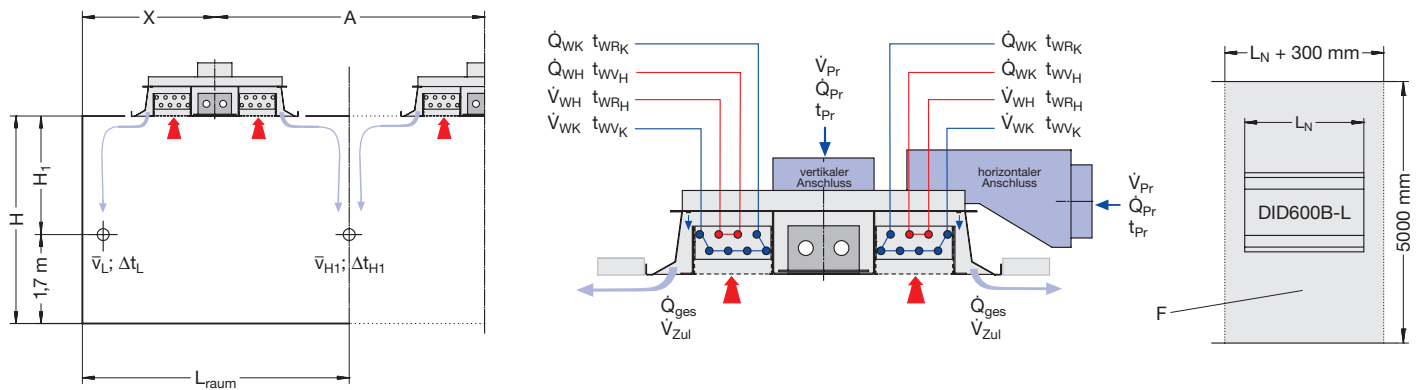 X
A
H
H1
1,7 m
v̄L; ΔtL
v̄H1; ΔtH1
Lraum
Q̇WK tWRK
Q̇WH tWVH
V̇WH tWRH
V̇WK tWVK
V̇Pr
Q̇Pr
tPr
Q̇WK tWRK
Q̇WK tWVH
V̇WH tWRH
V̇WK tWVK
vertikaler
Anschluss
horizontaler
Anschluss
V̇Pr
Q̇Pr
tPr
Q̇ges
V̇Zul
Q̇ges
V̇Zul
LN + 300 mm
LN
DID600B-L
5000 mm
F